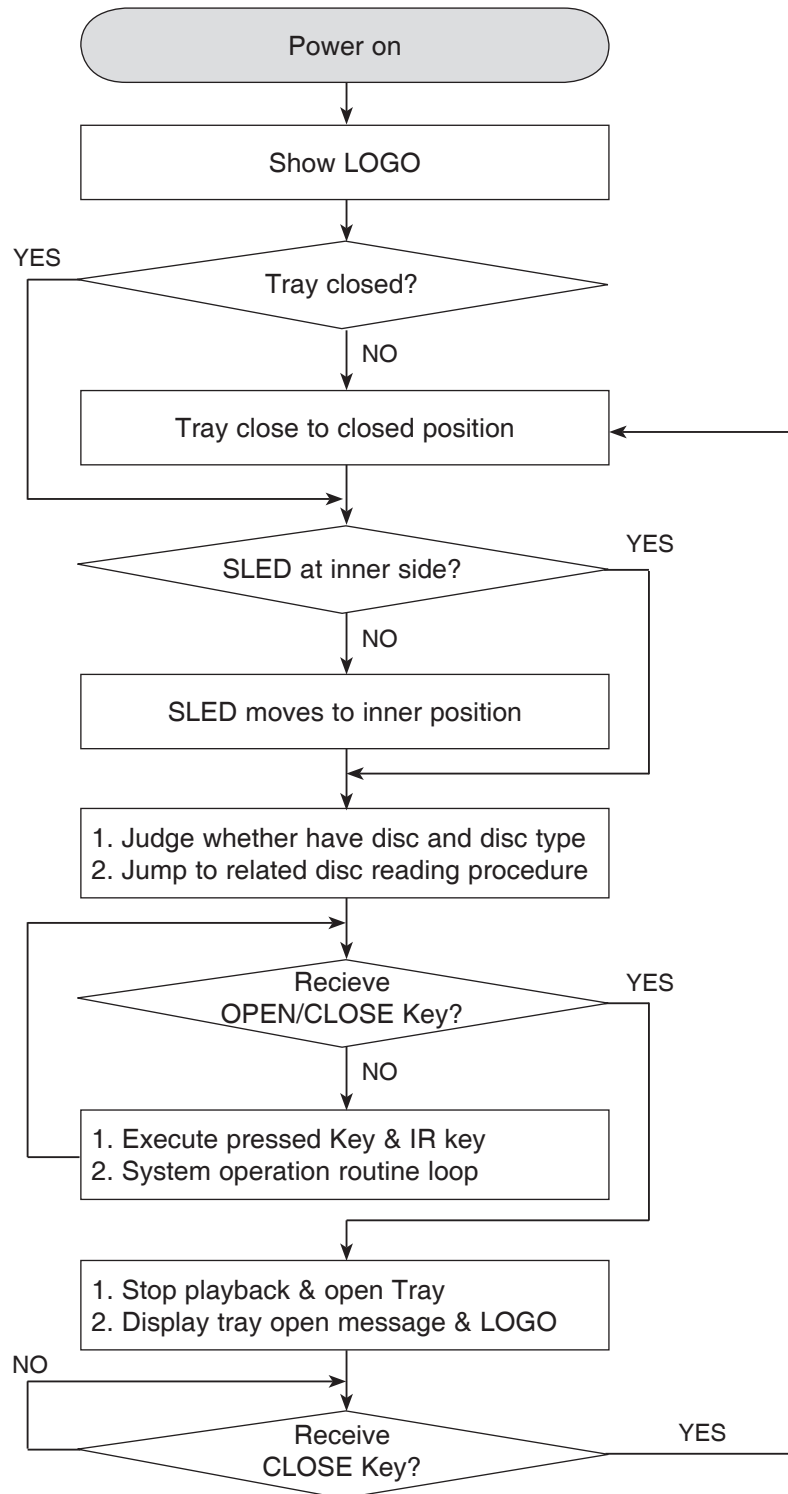 Power on
Show LOGO
YES
Tray closed?
NO
Tray close to closed position
YES
SLED at inner side?
NO
SLED moves to inner position
1. Judge whether have disc and disc type
2. Jump to related disc reading procedure
Recieve
OPEN/CLOSE Key?
YES
NO
1. Execute pressed Key & IR key
2. System operation routine loop
1. Stop playback & open Tray
2. Display tray open message & LOGO
NO
Receive
CLOSE Key?
YES